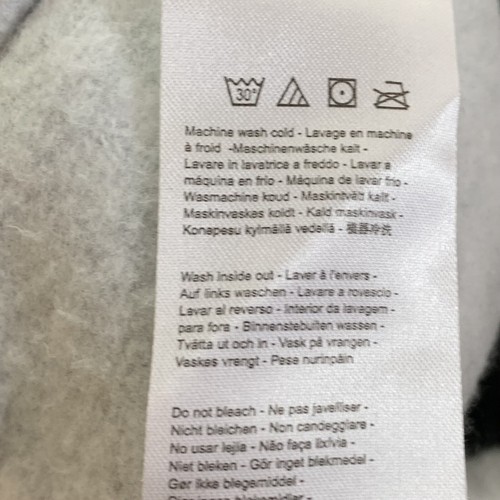 30°
Machine wash cold - Lavage en machine
à froid -Maschinenwäsche kalt -
Lavare in lavatrice a freddo - Lavar a
máquina en frio - Máquina de lavar frio -
Wasmachine koud - Maskintvätt kalt -
Maskinvaskes koldt - Kald maskinvask -
Konepesu kylmällä vedellä - 機器冷洗
Wash inside out - Laver à l'envers -
Auf links waschen - Lavare a rovescio -
Lavar al reverso - Interior da lavagem -
para fora - Binnenstebuiten wassen -
Tvätta ut och in - Vask på vrangen -
Vaskes vrengt - Pese nurinpäin
Do not bleach - Ne pas javelliser -
Nicht bleichen - Non candeggiare -
No usar lejía - Não faça lixívia -
Niet bleken - Gör inget blekmedel -
Gør ikke blegemiddel -